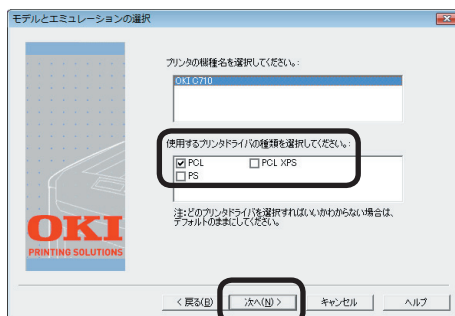 モデルとエミュレーションの選択
プリンタの機種名を選択してください。:
OKI C710
使用するプリンタドライバの種類を選択してください。:
PCL
PCL XPS
PS
注:どのプリンタドライバを選択すればいいかわからない場合は、
デフォルトのままにしてください。
OKI
PRINTING SOLUTIONS
< 戻る(B)
次へ(N) >
キャンセル
ヘルプ